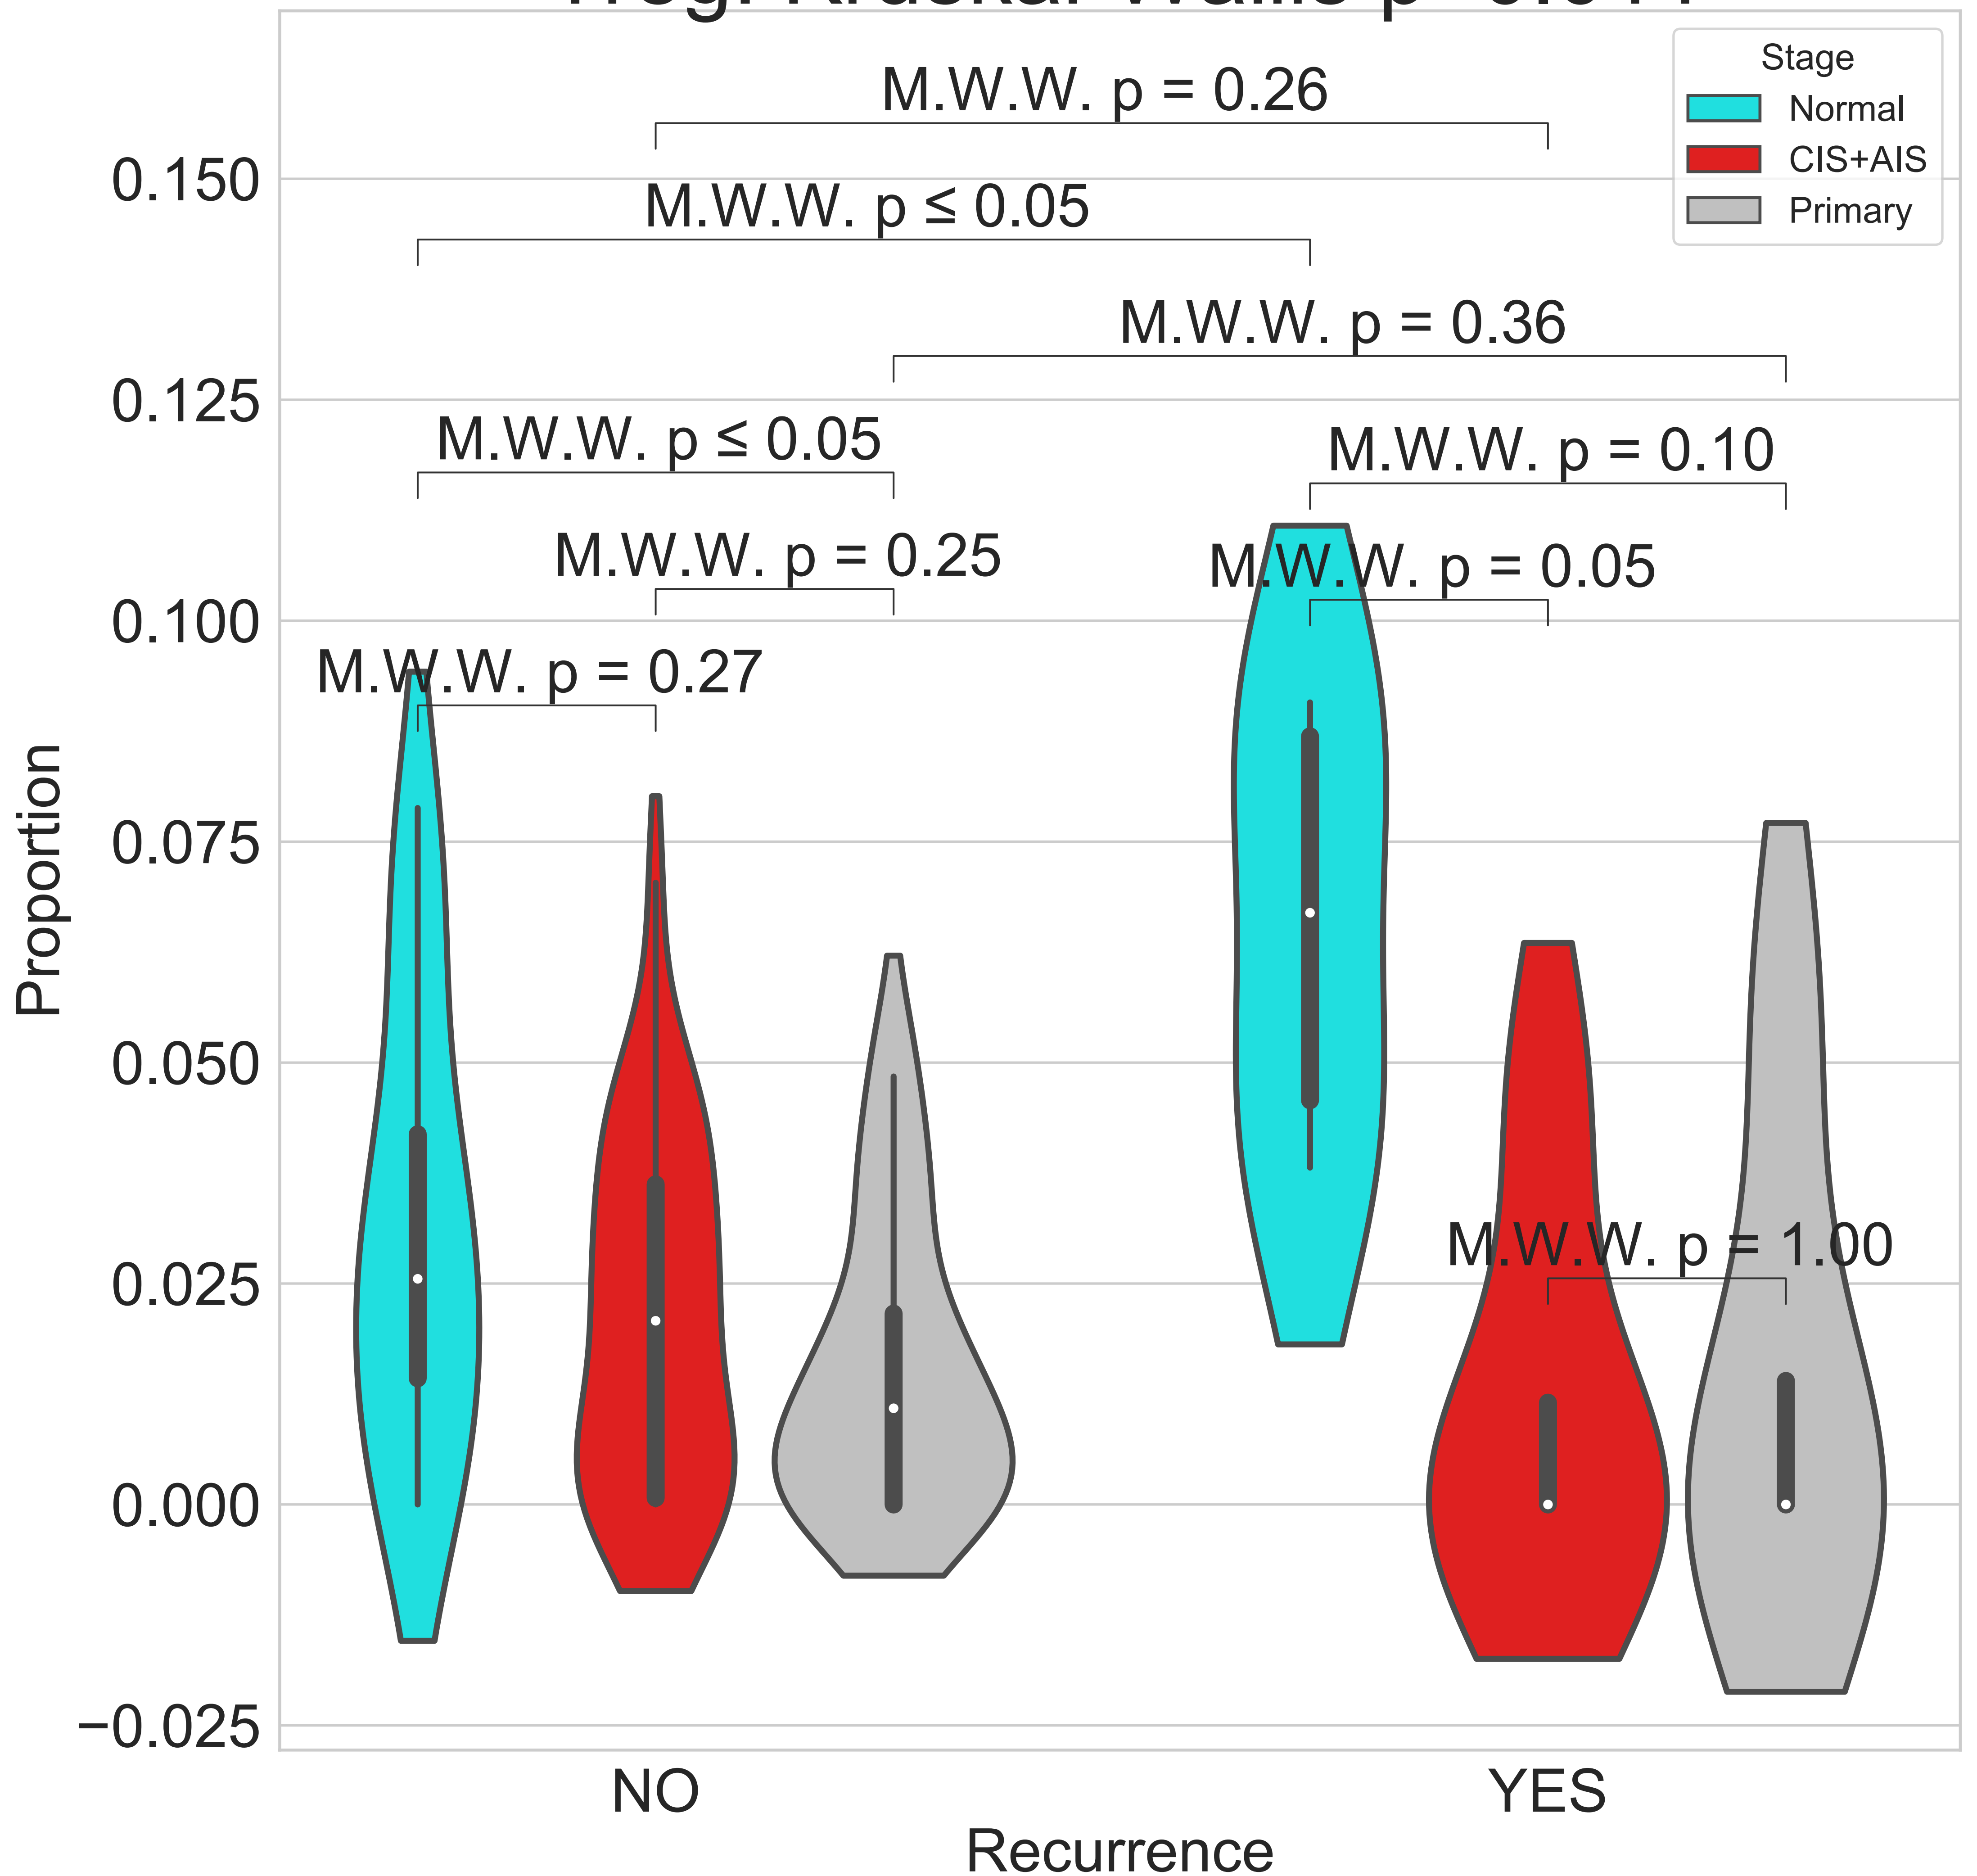 Stage
Normal
CIS+AIS
Primary
M.W.W. p = 0.26
M.W.W. p ≤ 0.05
M.W.W. p = 0.36
M.W.W. p ≤ 0.05
M.W.W. p = 0.10
M.W.W. p = 0.25
M.W.W. p = 0.05
M.W.W. p = 0.27
M.W.W. p = 1.00
0.150
0.125
0.100
0.075
0.050
0.025
0.000
−0.025
Proportion
NO
YES
Recurrence